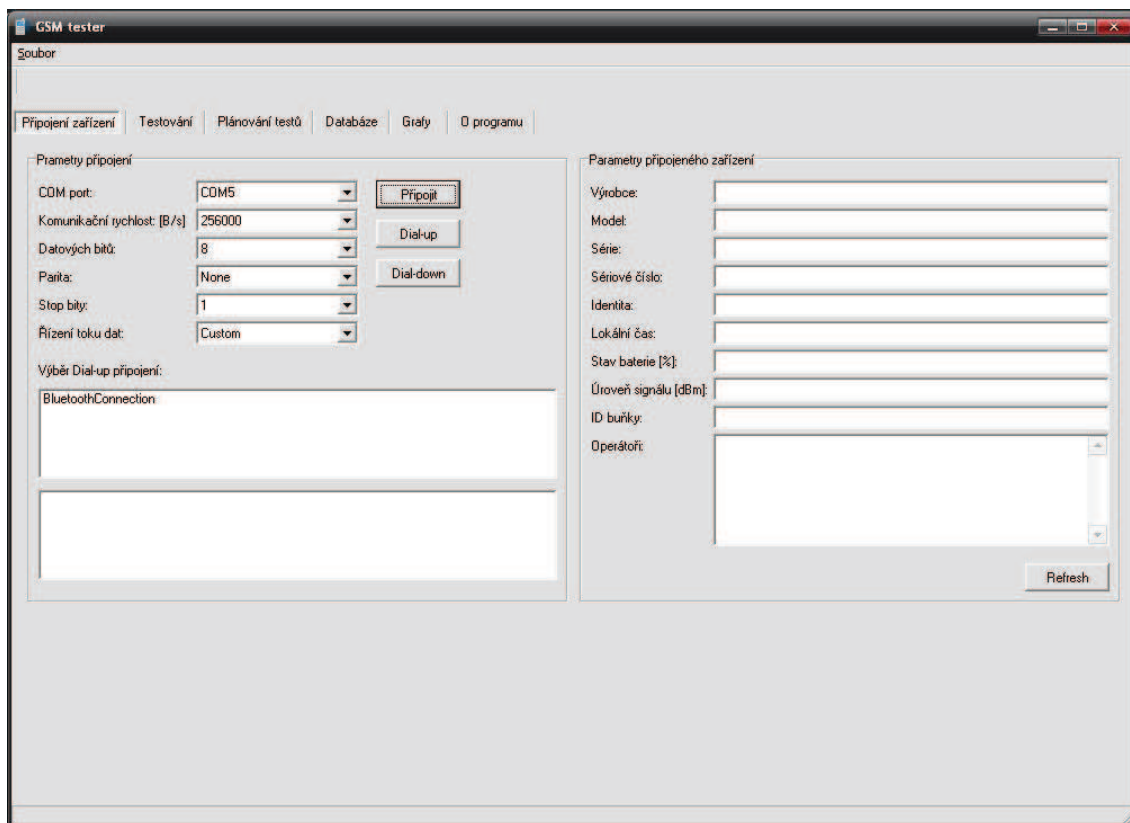 GSM tester
Soubor
Připojení zařízení Testování Plánování testů Databáze Grafy O programu
Prametry připojení
COM port: COM5 Připojit
Komunikační rychlost: [B/s] 256000
Dial-up
Datových bitů: 8
Parita: None Dial-down
Stop bity: 1
Řízení toku dat: Custom
Výběr Dial-up připojení:
BluetoothConnection
Parametry připojeného zařízení
Výrobce:
Model:
Série:
Sériové číslo:
Identita:
Lokální čas:
Stav baterie [%]:
Úroveň signálu [dBm]:
ID buňky:
Operátoři:
Refresh